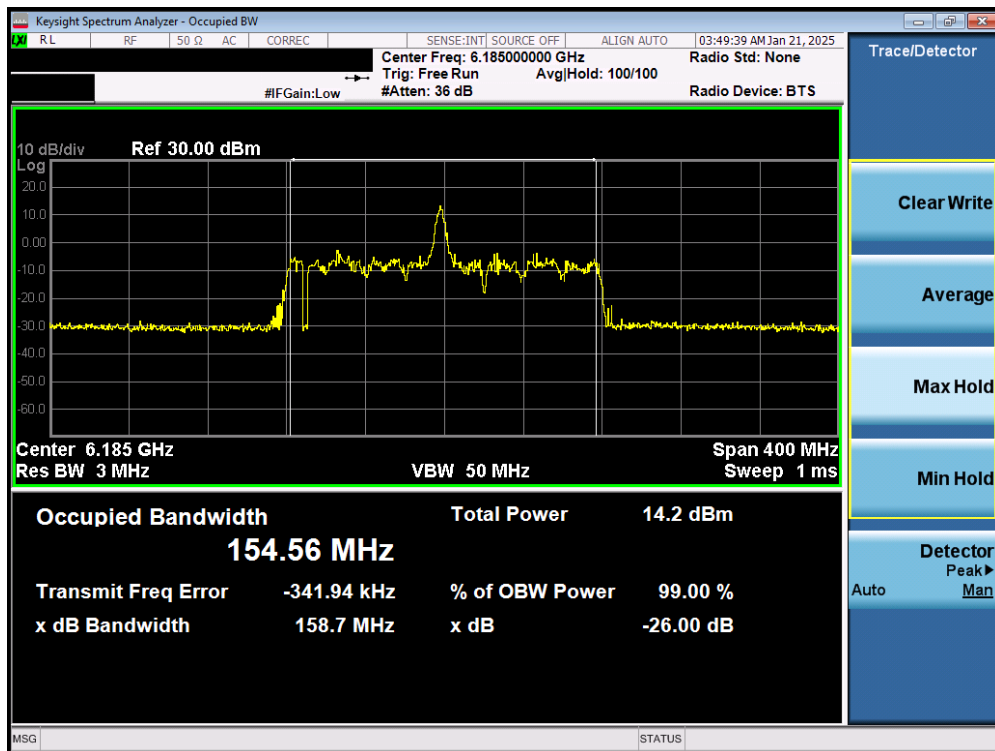 Keysight Spectrum Analyzer - Occupied BW
LXI RL RF 50 Ω AC CORREC SENSE:INT SOURCE OFF ALIGN AUTO 03:49:39 AM Jan 21, 2025
Center Freq: 6.185000000 GHz Radio Std: None
Trig: Free Run Avg|Hold: 100/100
#IFGain:Low #Atten: 36 dB Radio Device: BTS
10 dB/div Ref 30.00 dBm
Log
20.0
10.0
0.00
-10.0
-20.0
-30.0
-40.0
-50.0
-60.0
Center 6.185 GHz Span 400 MHz
Res BW 3 MHz VBW 50 MHz Sweep 1 ms
Occupied Bandwidth Total Power 14.2 dBm
154.56 MHz
Transmit Freq Error -341.94 kHz % of OBW Power 99.00 %
x dB Bandwidth 158.7 MHz x dB -26.00 dB
MSG STATUS
Trace/Detector
Clear Write
Average
Max Hold
Min Hold
Detector
Peak▶
Auto Man